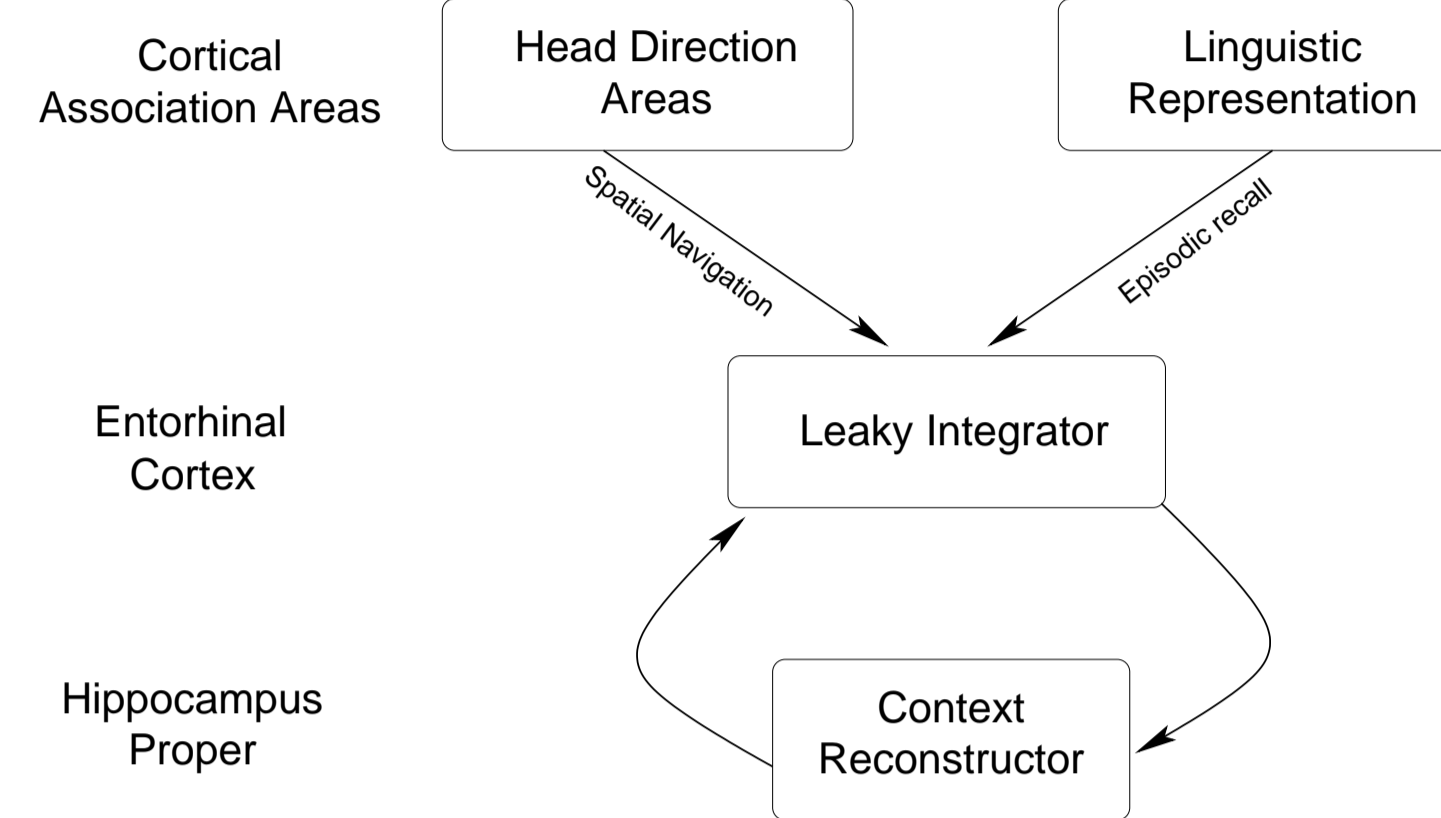 Cortical
Association Areas
Head Direction
Areas
Linguistic
Representation
Spatial Navigation
Episodic recall
Entorhinal
Cortex
Leaky Integrator
Hippocampus
Proper
Context
Reconstructor